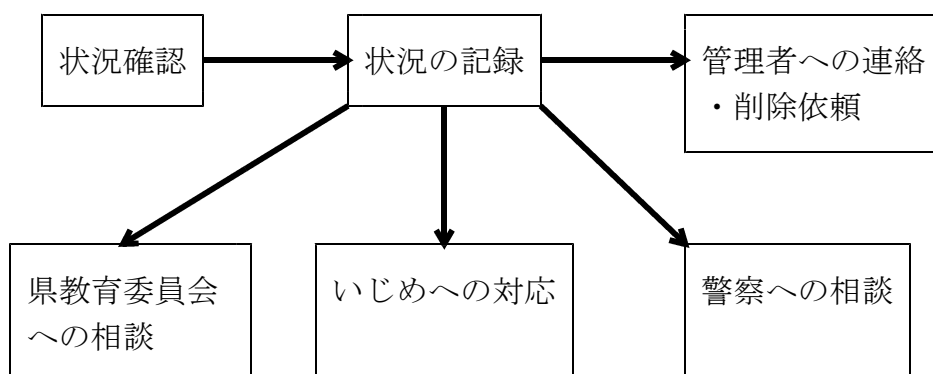 状況確認
状況の記録
管理者への連絡
・削除依頼
県教育委員会
への相談
いじめへの対応
警察への相談